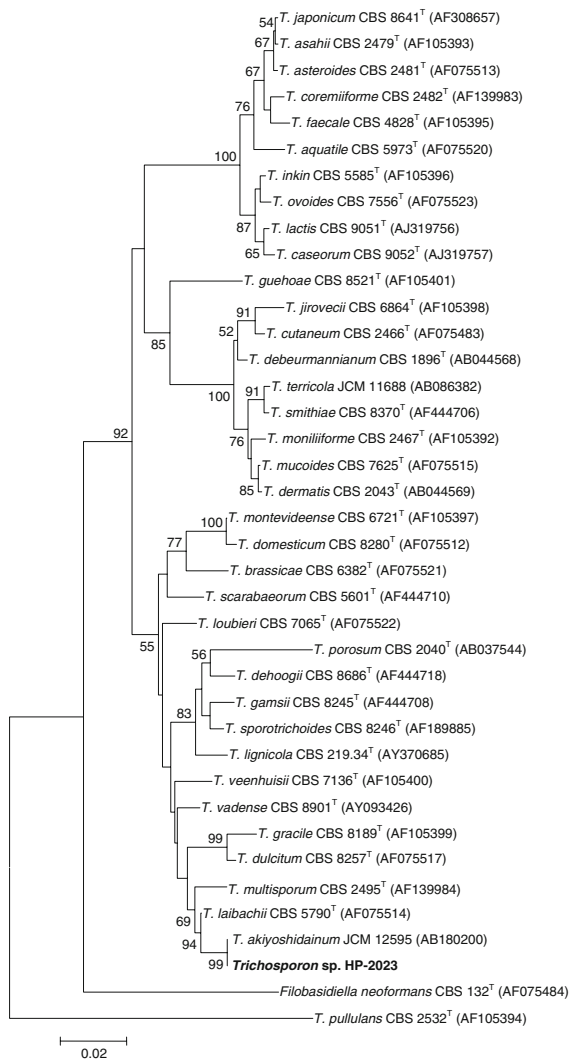 54 T. japonicum CBS 8641ᵀ (AF308657)
67 T. asahii CBS 2479ᵀ (AF105393)
67 T. asteroides CBS 2481ᵀ (AF075513)
T. coremiiforme CBS 2482ᵀ (AF139983)
76 T. faecale CBS 4828ᵀ (AF105395)
T. aquatile CBS 5973ᵀ (AF075520)
100 T. inkin CBS 5585ᵀ (AF105396)
T. ovoides CBS 7556ᵀ (AF075523)
87 T. lactis CBS 9051ᵀ (AJ319756)
65 T. caseorum CBS 9052ᵀ (AJ319757)
T. guehoae CBS 8521ᵀ (AF105401)
91 T. jirovecii CBS 6864ᵀ (AF105398)
52 T. cutaneum CBS 2466ᵀ (AF075483)
85 T. debeurmannianum CBS 1896ᵀ (AB044568)
100 91 T. terricola JCM 11688 (AB086382)
T. smithiae CBS 8370ᵀ (AF444706)
92 76 T. moniliiforme CBS 2467ᵀ (AF105392)
T. mucoides CBS 7625ᵀ (AF075515)
85 T. dermatis CBS 2043ᵀ (AB044569)
100 T. montevideense CBS 6721ᵀ (AF105397)
77 T. domesticum CBS 8280ᵀ (AF075512)
T. brassicae CBS 6382ᵀ (AF075521)
T. scarabaeorum CBS 5601ᵀ (AF444710)
55 T. loubieri CBS 7065ᵀ (AF075522)
56 T. porosum CBS 2040ᵀ (AB037544)
T. dehoogii CBS 8686ᵀ (AF444718)
83 T. gamsii CBS 8245ᵀ (AF444708)
T. sporotrichoides CBS 8246ᵀ (AF189885)
T. lignicola CBS 219.34ᵀ (AY370685)
T. veenhuisii CBS 7136ᵀ (AF105400)
T. vadense CBS 8901ᵀ (AY093426)
99 T. gracile CBS 8189ᵀ (AF105399)
T. dulcitum CBS 8257ᵀ (AF075517)
T. multisporum CBS 2495ᵀ (AF139984)
69 T. laibachii CBS 5790ᵀ (AF075514)
94 T. akiyoshidainum JCM 12595 (AB180200)
99 Trichosporon sp. HP-2023
Filobasidiella neoformans CBS 132ᵀ (AF075484)
T. pullulans CBS 2532ᵀ (AF105394)
0.02